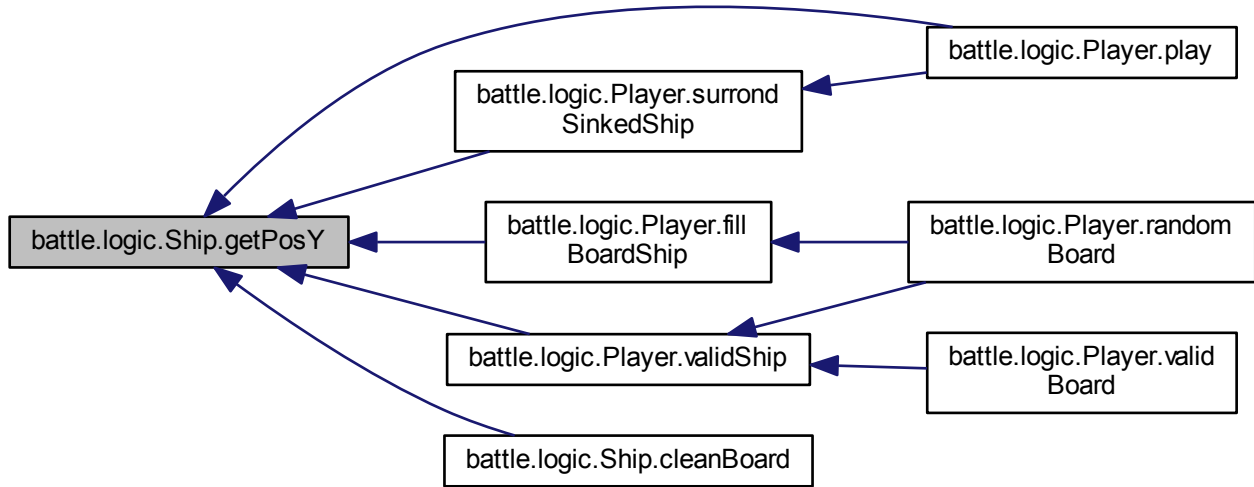 battle.logic.Player.play
battle.logic.Player.surrond
SinkedShip
battle.logic.Ship.getPosY
battle.logic.Player.fill
BoardShip
battle.logic.Player.random
Board
battle.logic.Player.validShip
battle.logic.Player.valid
Board
battle.logic.Ship.cleanBoard